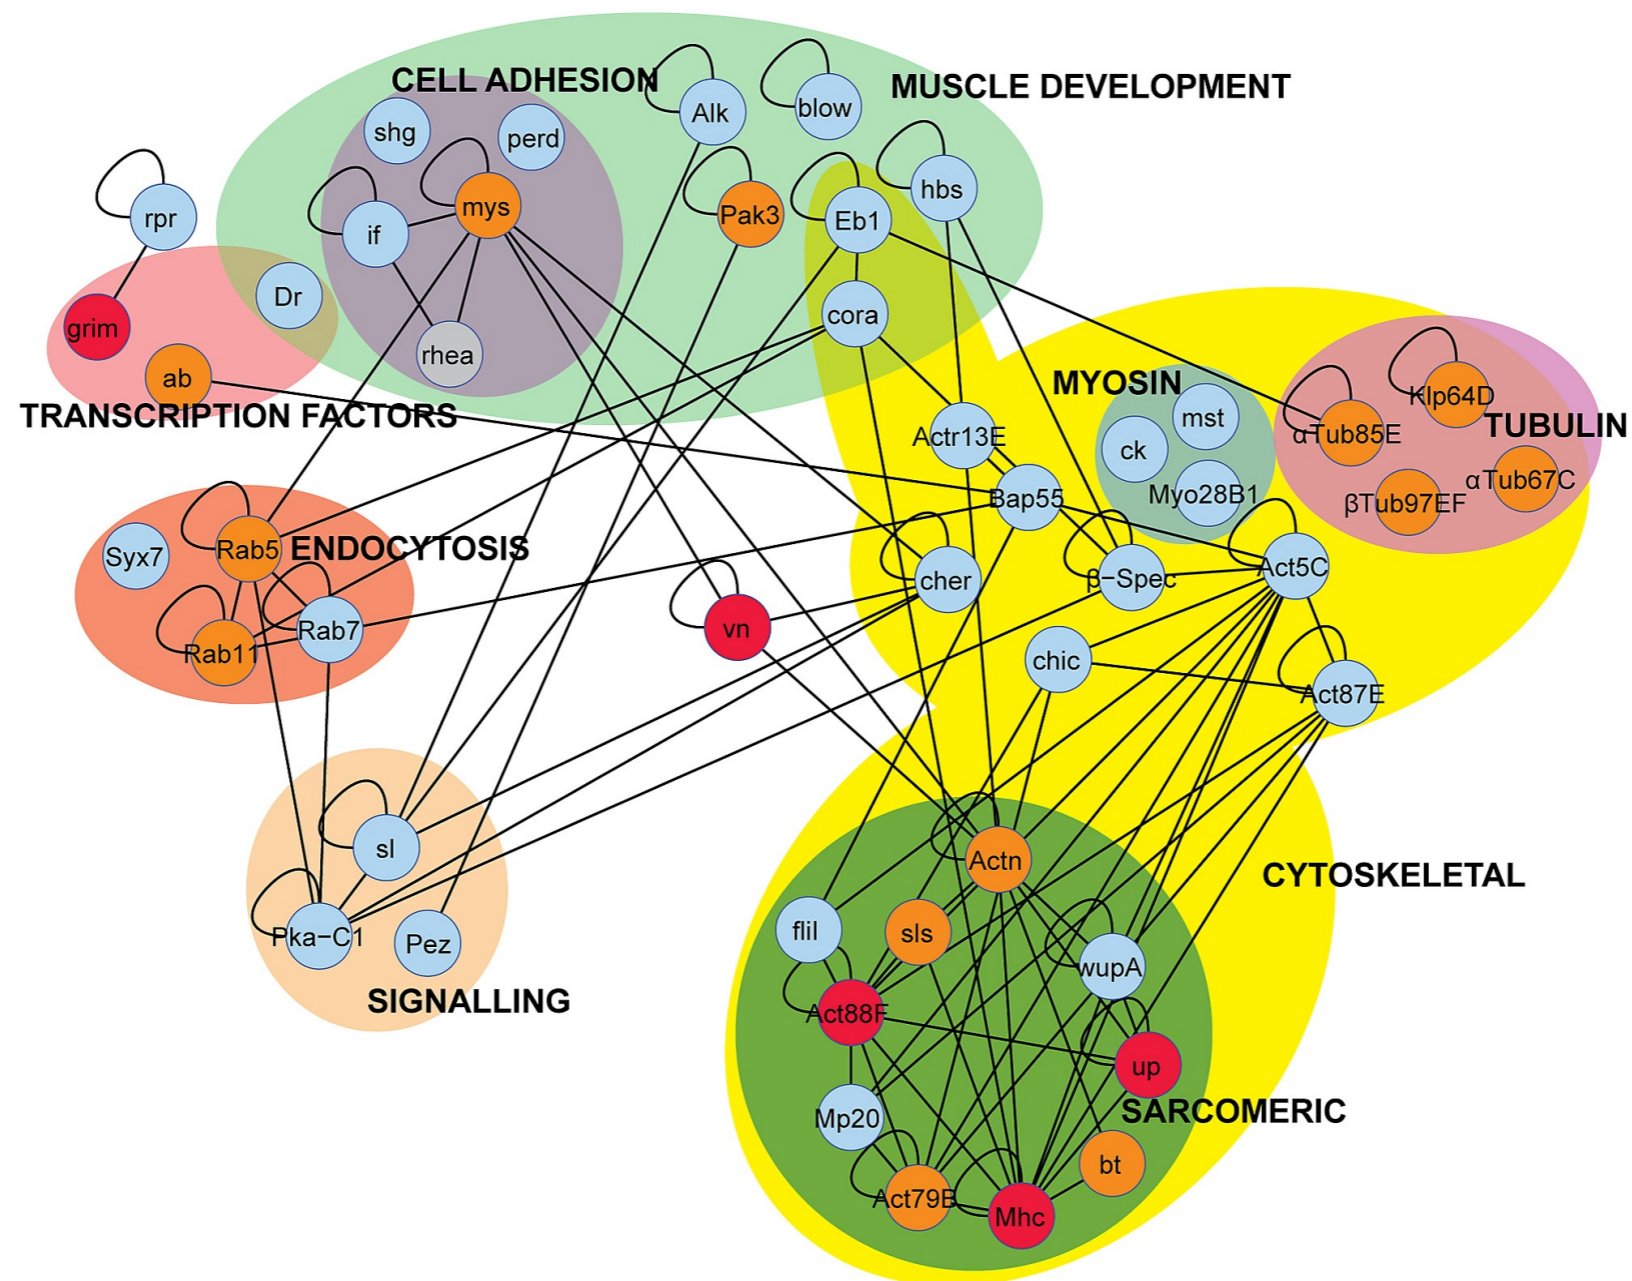 CELL ADHESION
MUSCLE DEVELOPMENT
Alk
blow
shg
perd
hbs
rpr
mys
Pak3
Eb1
if
Dr
cora
grim
rhea
ab
MYOSIN
Klp64D
TRANSCRIPTION FACTORS
mst
TUBULIN
Actr13E
αTub85E
ck
αTub67C
Bap55
Myo28B1
βTub97EF
Syx7
Rab5
ENDOCYTOSIS
cher
β–Spec
Act5C
Rab11
Rab7
vn
chic
Act87E
sl
Actn
CYTOSKELETAL
Pka–C1
Pez
fliI
sls
wupA
SIGNALLING
Act88F
up
Mp20
SARCOMERIC
bt
Act79B
Mhc